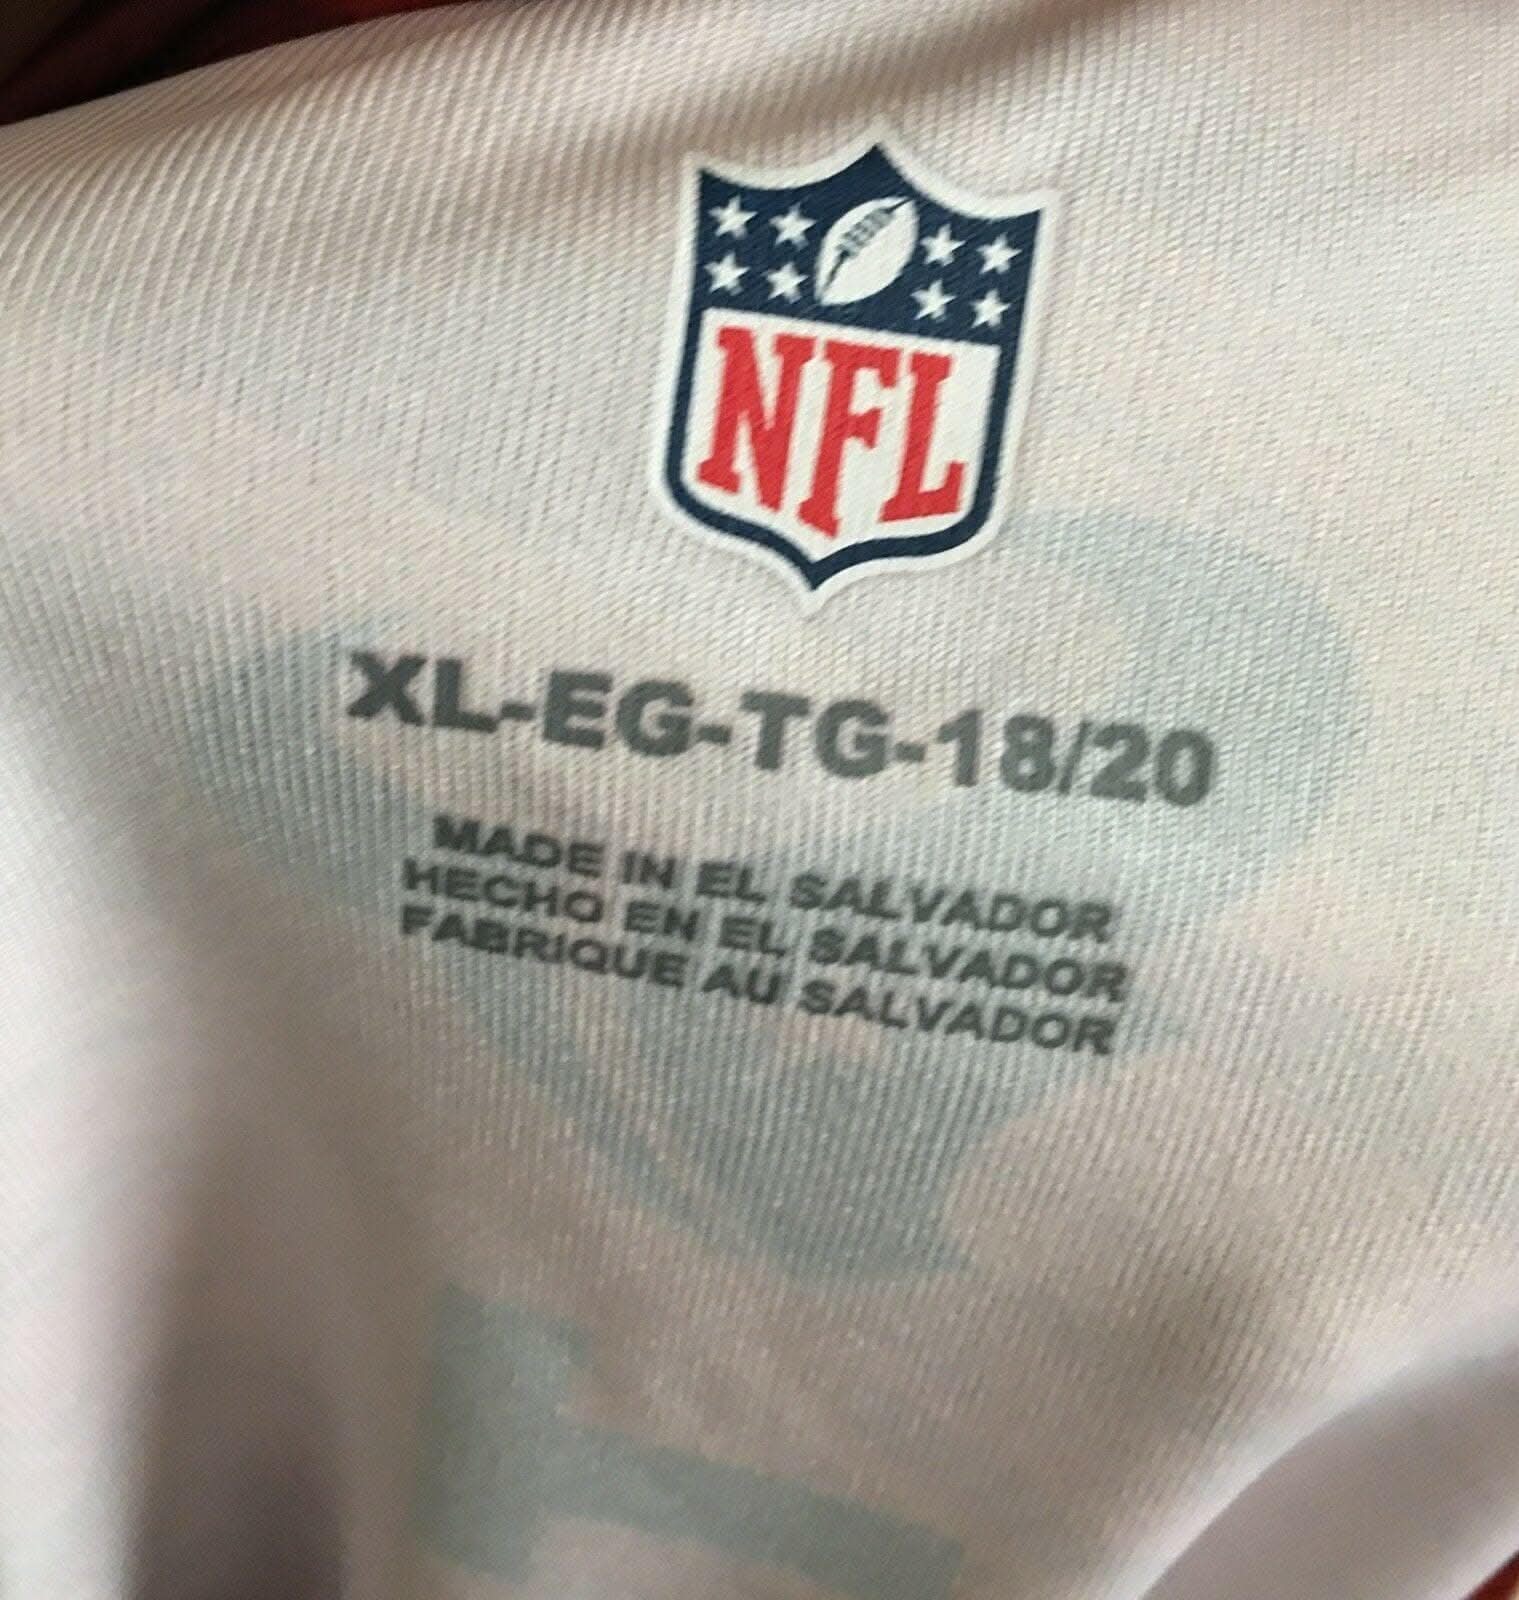 NFL
XL-EG-TG-18/20
MADE IN EL SALVADOR
HECHO EN EL SALVADOR
FABRIQUE AU SALVADOR